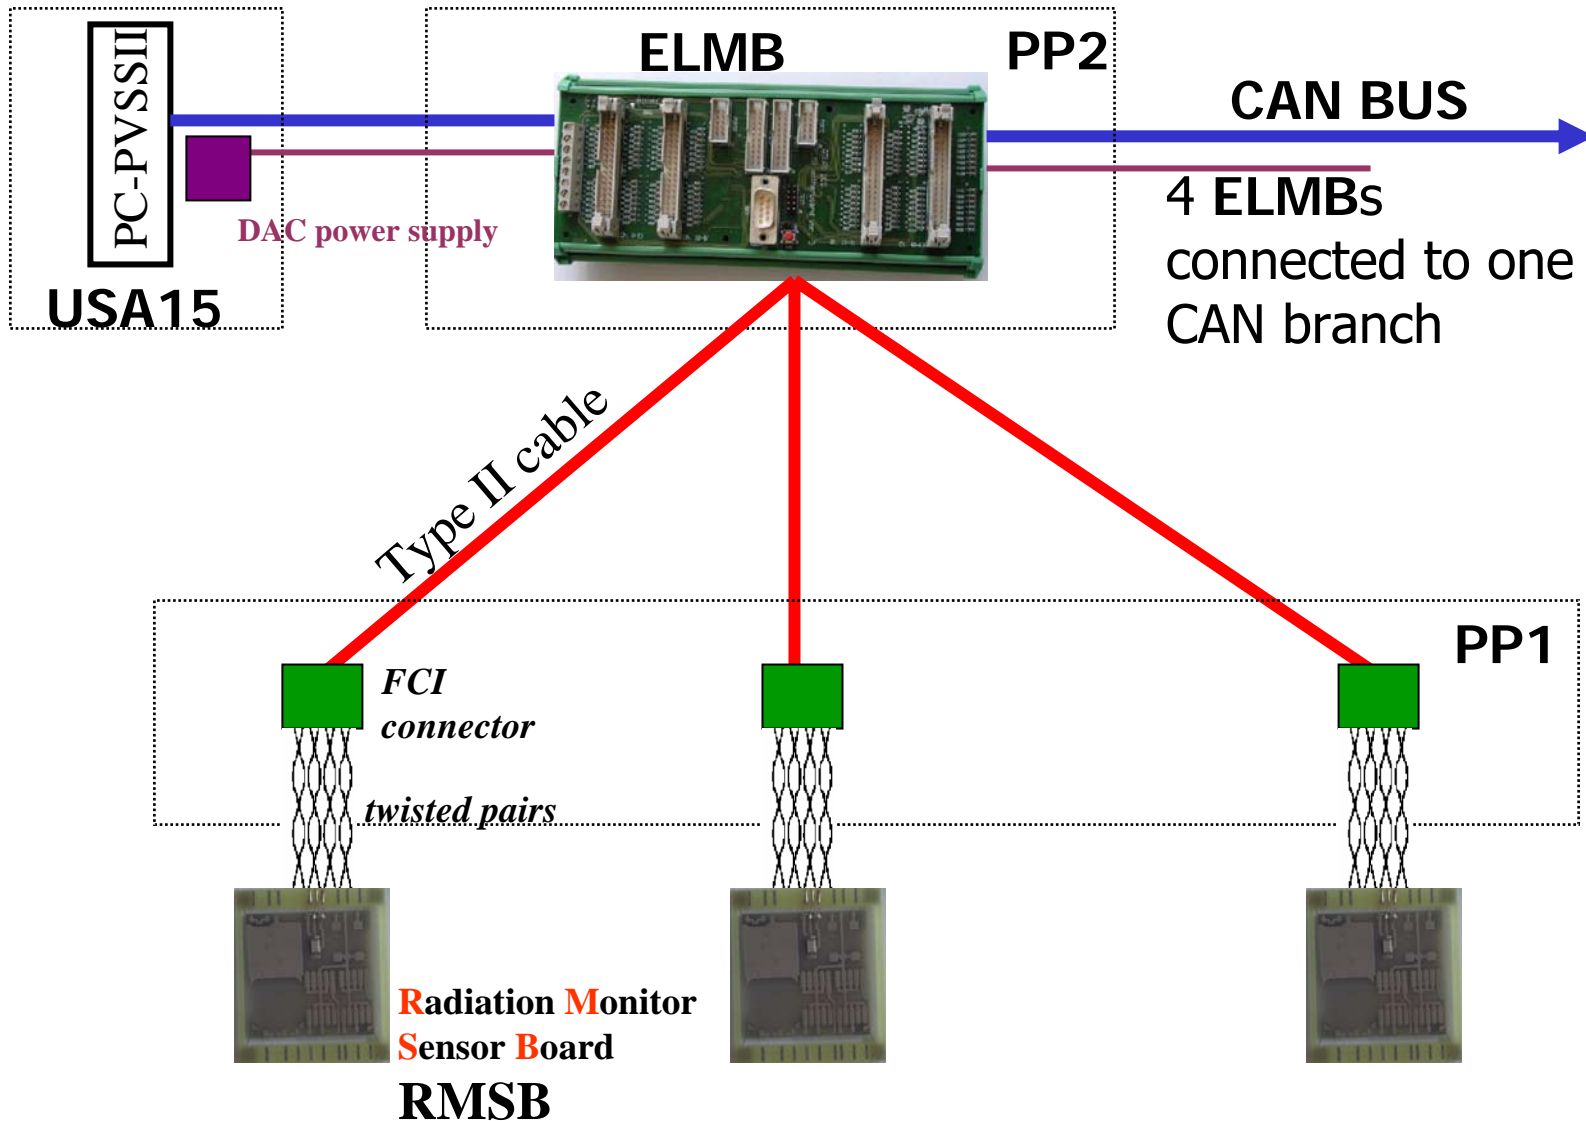 PC-PVSSII
USA15
DAC power supply
ELMB
PP2
CAN BUS
4 ELMBs
connected to one
CAN branch
Type II cable
PP1
FCI
connector
twisted pairs
Radiation Monitor
Sensor Board
RMSB